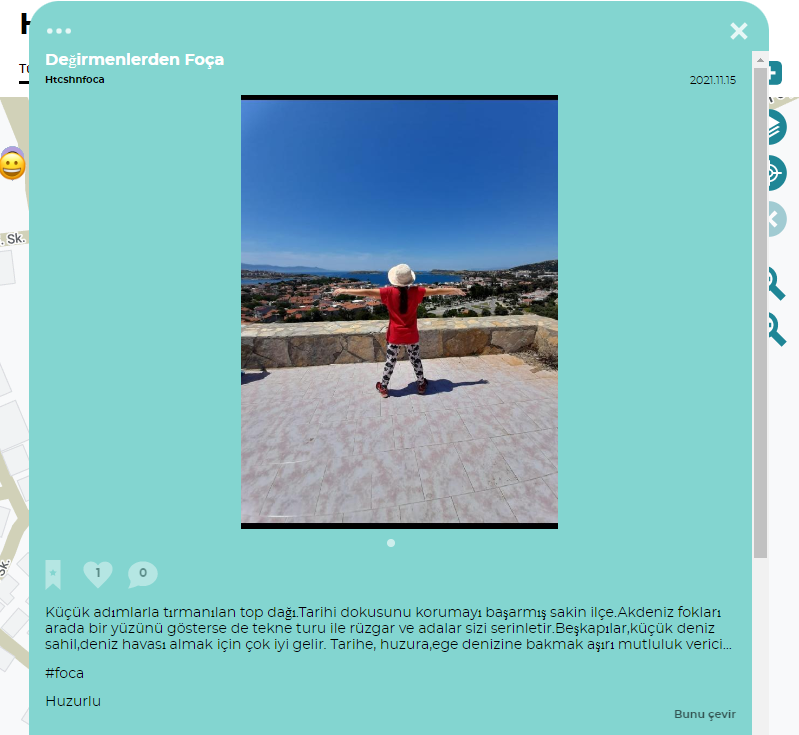 Değirmenlerden Foça
Htcshnfoca
2021.11.15
. Sk.
1
0
Küçük adımlarla tırmanılan top dağı.Tarihi dokusunu korumayı başarmış sakin ilçe.Akdeniz fokları
arada bir yüzünü gösterse de tekne turu ile rüzgar ve adalar sizi serinletir.Beşkapılar,küçük deniz
sahil,deniz havası almak için çok iyi gelir. Tarihe, huzura,ege denizine bakmak aşırı mutluluk verici...
#foca
Huzurlu
Bunu çevir